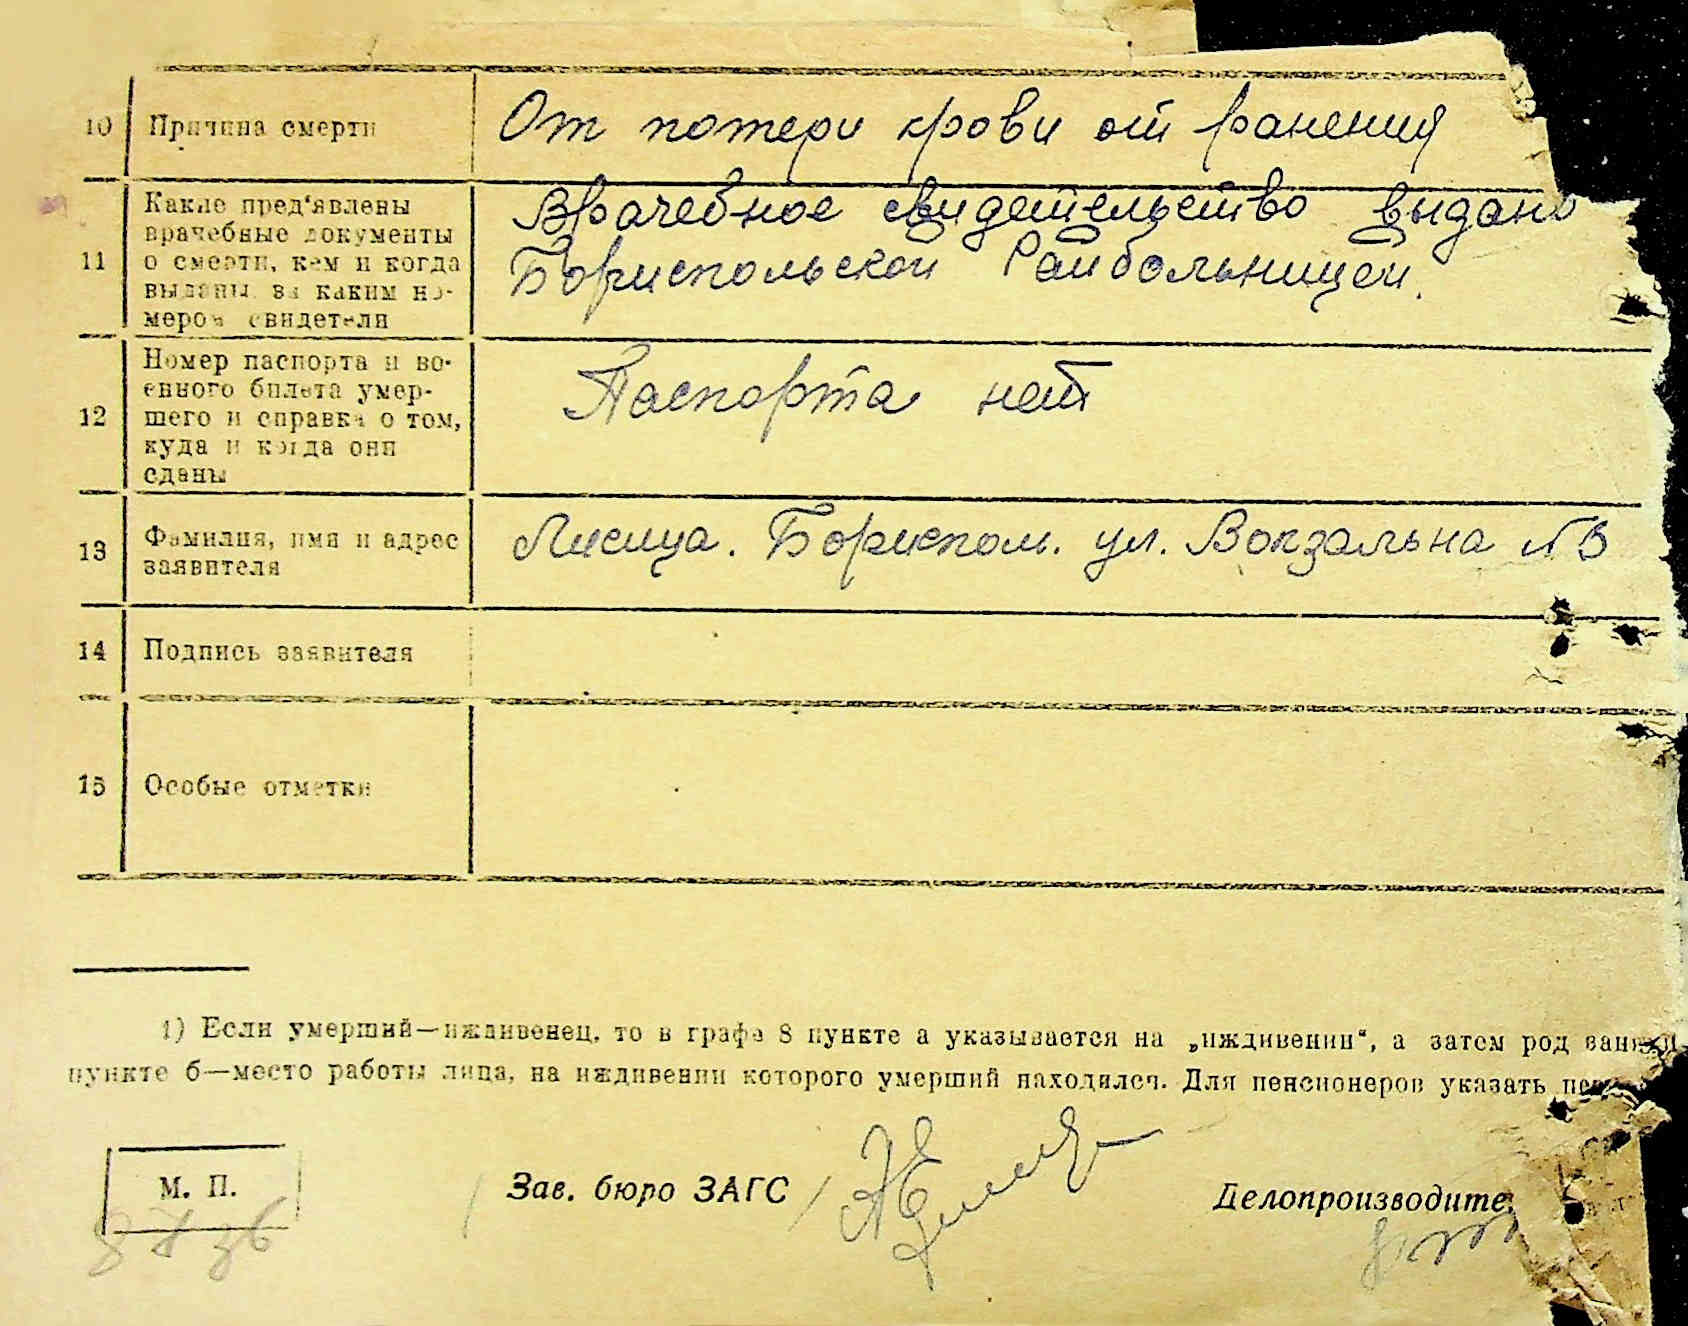 10 Причина смерти От потери крови от ранения
11 Какие пред'явлены врачебные документы о смерти, кем и когда выданы, за каким номером свидетели
Врачебное свидетельство выдано
Бориспольской Райбольницей.
12 Номер паспорта и во-
енного билета умер-
шего и справка о том,
куда и когда они
сданы
Паспорта нет
13 Фамилия, имя и адрес
заявителя
Лисица. Борисполь. ул. Вокзальна №
14 Подпись заявителя
15 Особые отметки
1) Если умерший—иждивенец, то в графе 8 пункте а указывается на „иждивении“, а затем род заняти
пункте б—место работы лица, на иждивении которого умерший находился. Для пенсионеров указать
М. П.
Зав. бюро ЗАГС
Делопроизводите